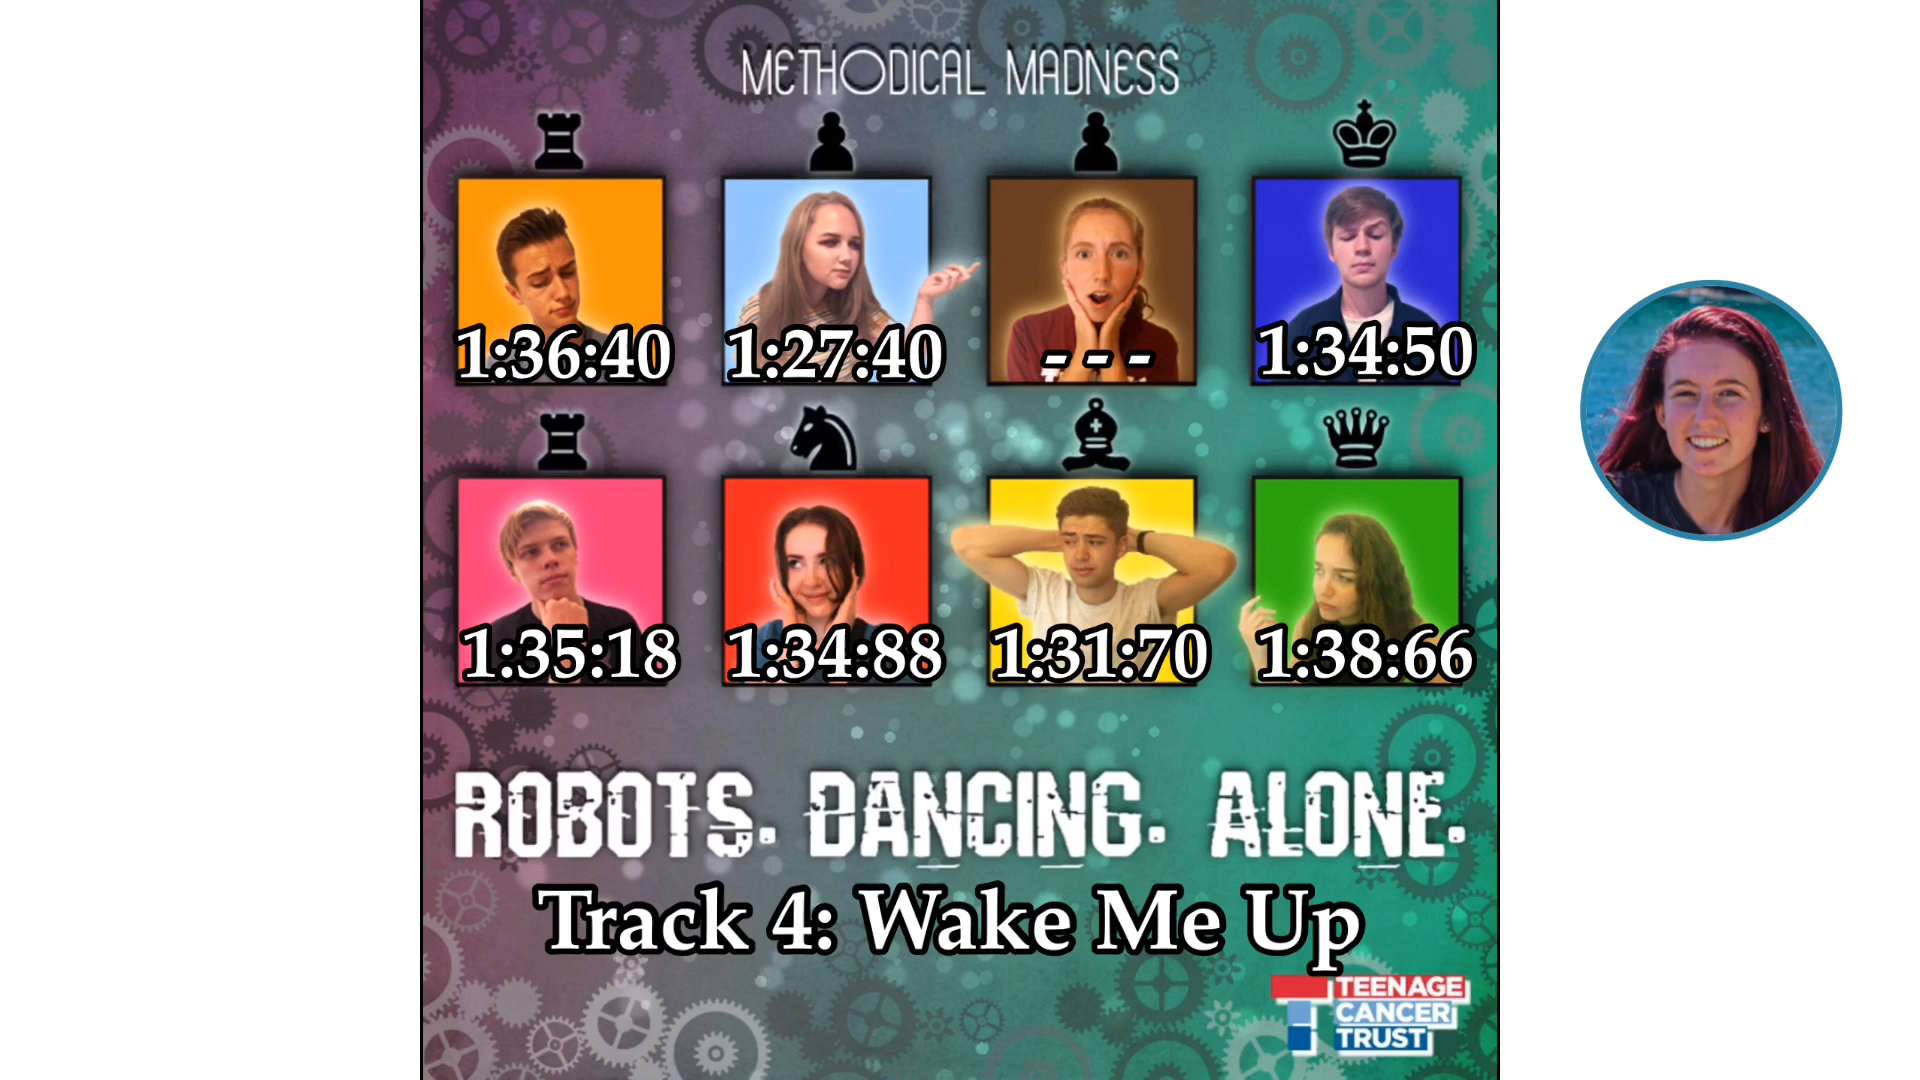 METHODICAL MADNESS
1:36:40 1:27:40 - - - 1:34:50
1:35:18 1:34:88 1:31:70 1:38:66
ROBOTS. DANCING. ALONE.
Track 4: Wake Me Up
TEENAGE
CANCER
TRUST